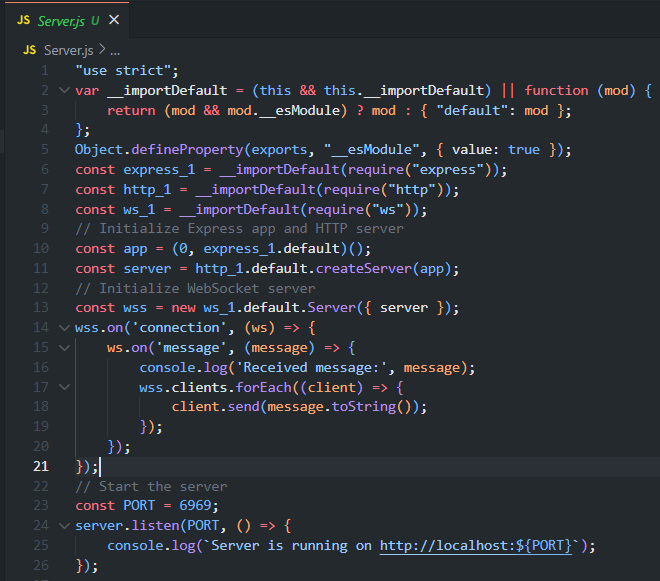 JS Server.js U ×
JS Server.js > ...
1 "use strict";
2 var __importDefault = (this && this.__importDefault) || function (mod) {
3 return (mod && mod.__esModule) ? mod : { "default": mod };
4 };
5 Object.defineProperty(exports, "__esModule", { value: true });
6 const express_1 = __importDefault(require("express"));
7 const http_1 = __importDefault(require("http"));
8 const ws_1 = __importDefault(require("ws"));
9 // Initialize Express app and HTTP server
10 const app = (0, express_1.default)();
11 const server = http_1.default.createServer(app);
12 // Initialize WebSocket server
13 const wss = new ws_1.default.Server({ server });
14 wss.on('connection', (ws) => {
15 ws.on('message', (message) => {
16 console.log('Received message:', message);
17 wss.clients.forEach((client) => {
18 client.send(message.toString());
19 });
20 });
21 });
22 // Start the server
23 const PORT = 6969;
24 server.listen(PORT, () => {
25 console.log(`Server is running on http://localhost:${PORT}`);
26 });